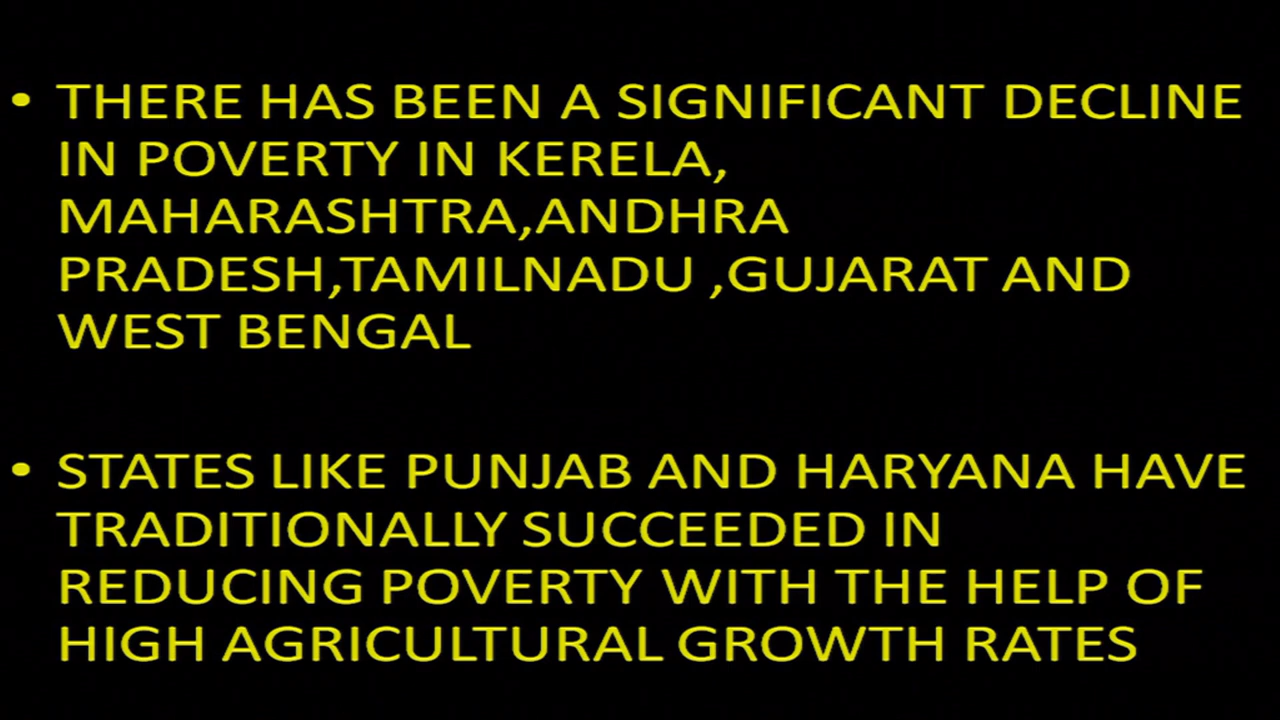 • THERE HAS BEEN A SIGNIFICANT DECLINE
IN POVERTY IN KERELA,
MAHARASHTRA,ANDHRA
PRADESH,TAMILNADU ,GUJARAT AND
WEST BENGAL
• STATES LIKE PUNJAB AND HARYANA HAVE
TRADITIONALLY SUCCEEDED IN
REDUCING POVERTY WITH THE HELP OF
HIGH AGRICULTURAL GROWTH RATES